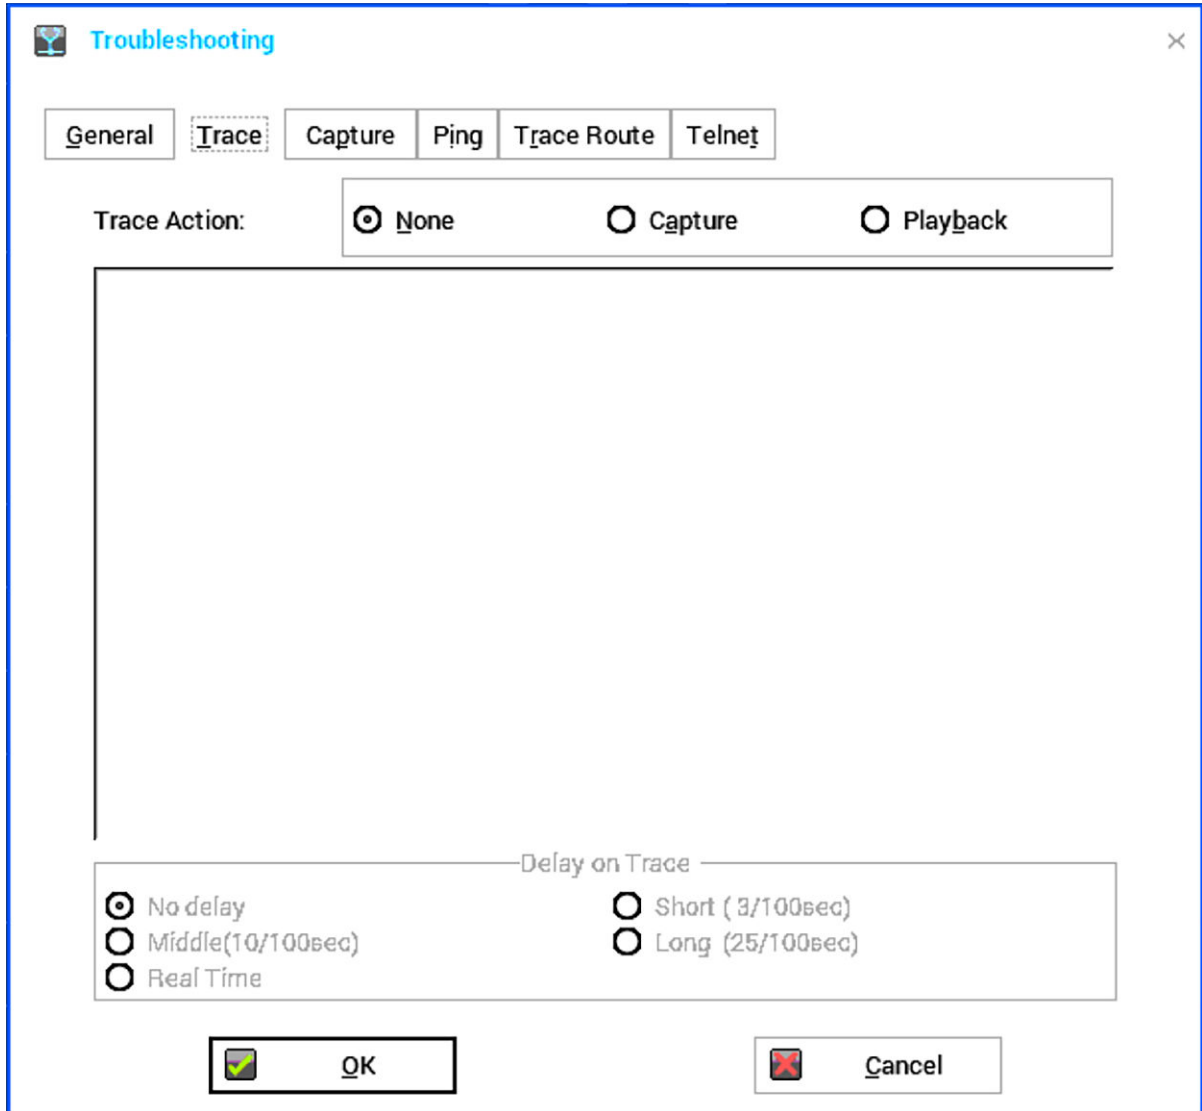 Troubleshooting
General Trace Capture Ping Trace Route Telnet
Trace Action: None Capture Playback
Delay on Trace
No delay Short ( 3/100sec)
Middle(10/100sec) Long (25/100sec)
Real Time
OK Cancel